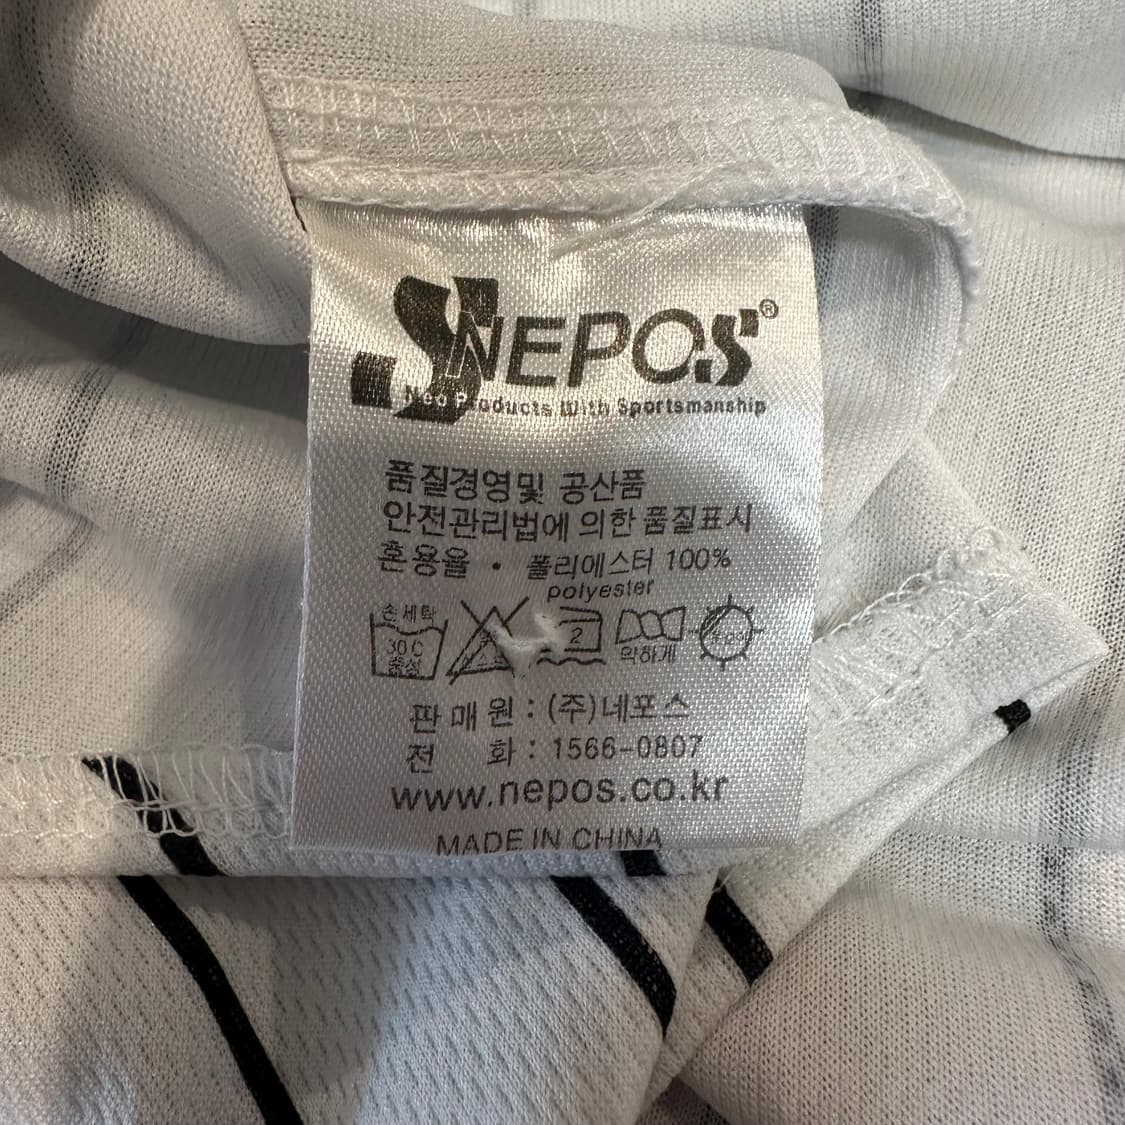 NEPOS®
Neo Products With Sportsmanship
품질경영및 공산품
안전관리법에 의한 품질표시
혼용율 · 폴리에스터 100%
polyester
손세탁
30 C
중성
2
약하게
판매원 : (주)네포스
전 화 : 1566-0807
www.nepos.co.kr
MADE IN CHINA